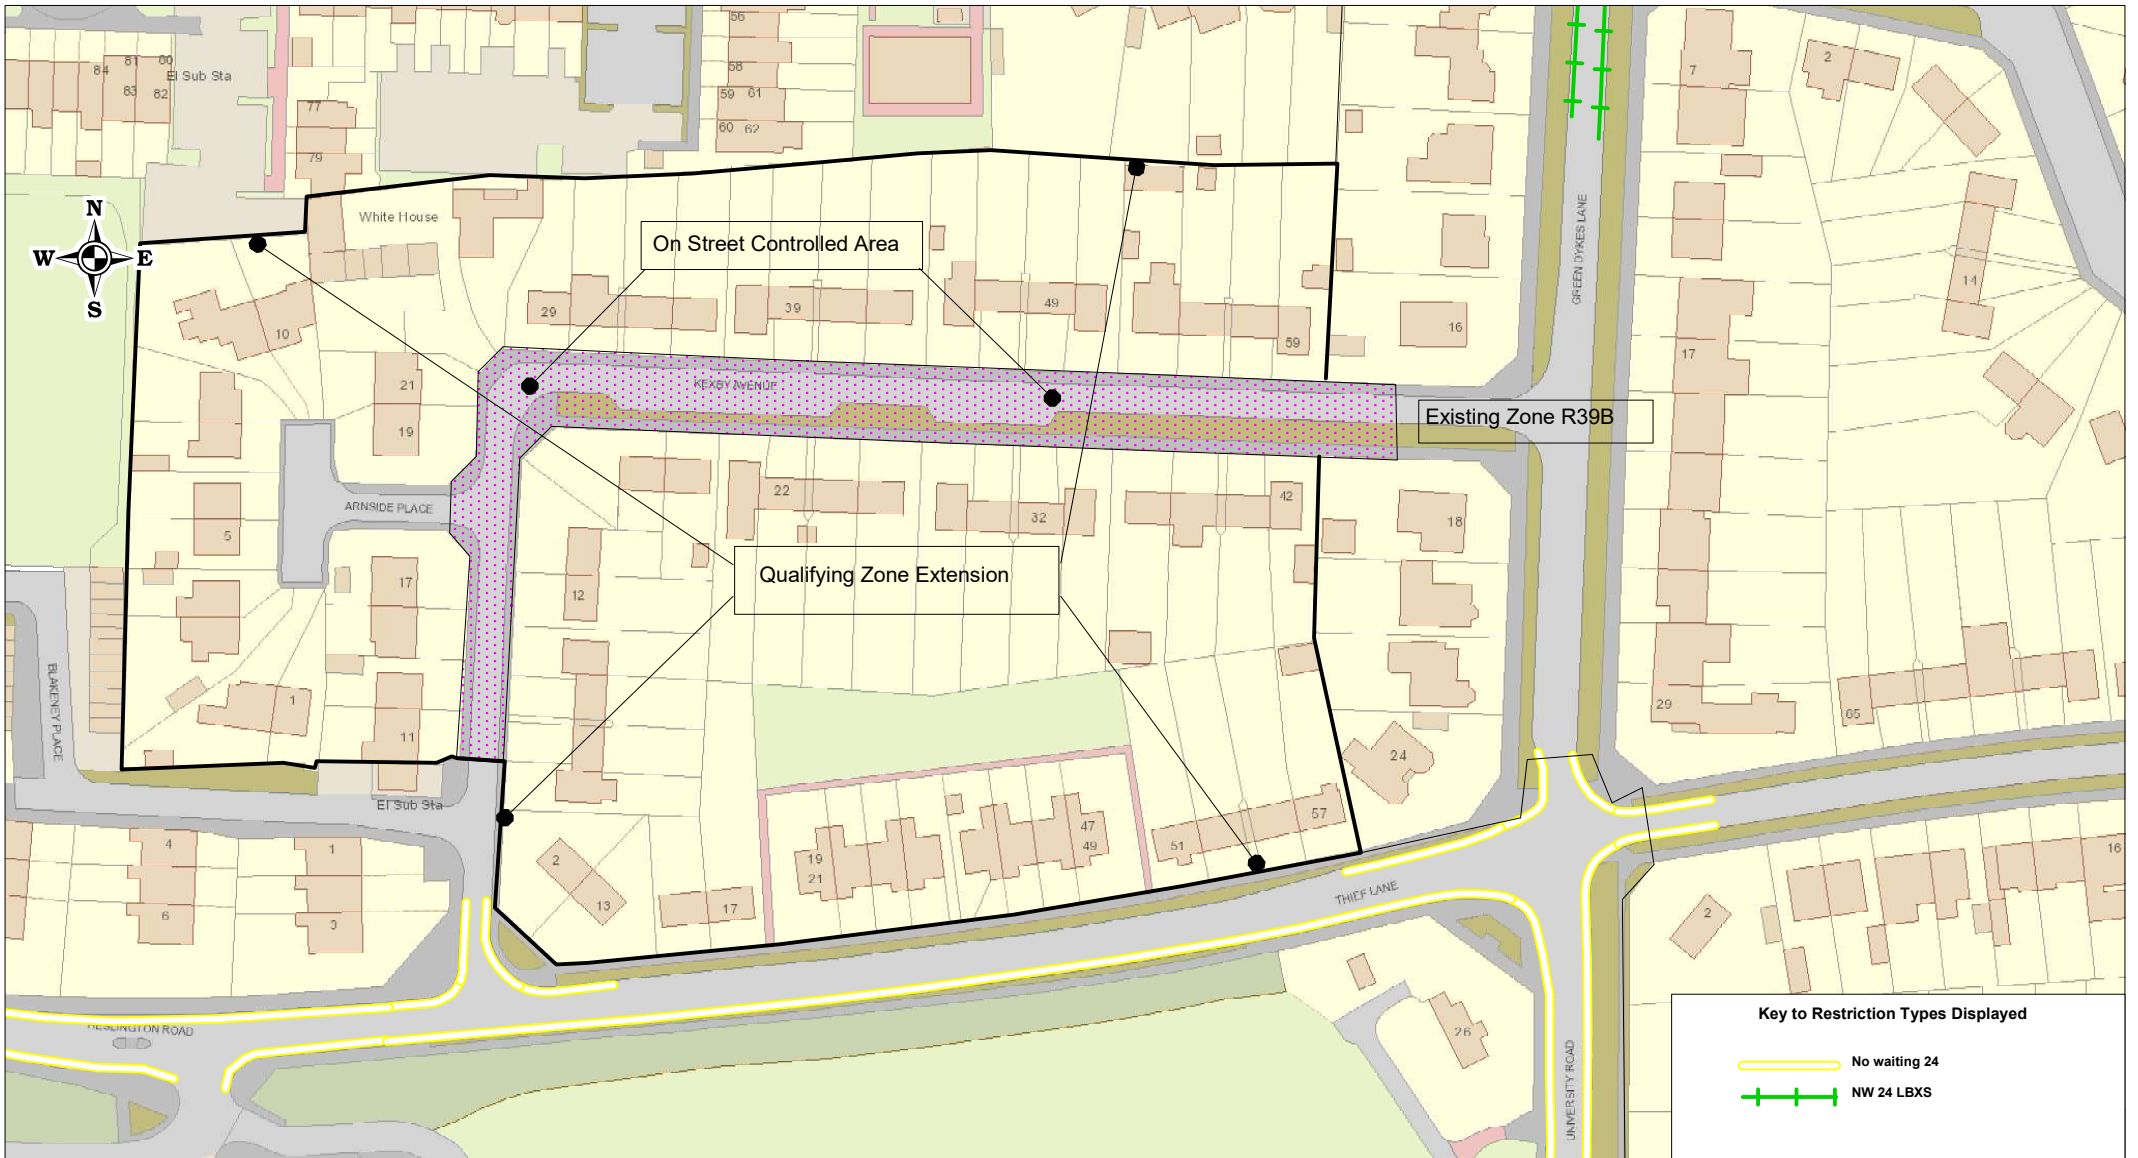 56
81
80
84
El Sub Sta
58
7
2
83
82
59
61
77
60
62
79
N
W
E
S
White House
On Street Controlled Area
GREEN DYKES LANE
14
29
39
49
10
16
59
17
21
KEXBY AVENUE
Existing Zone R39B
19
22
42
ARNSIDE PLACE
32
18
5
Qualifying Zone Extension
17
12
BLAKENEY PLACE
1
29
65
11
24
El Sub Sta
57
47
4
1
51
49
16
2
19
21
THIEF LANE
6
3
13
17
2
HESLINGTON ROAD
26
UNIVERSITY ROAD
Key to Restriction Types Displayed
No waiting 24
NW 24 LBXS